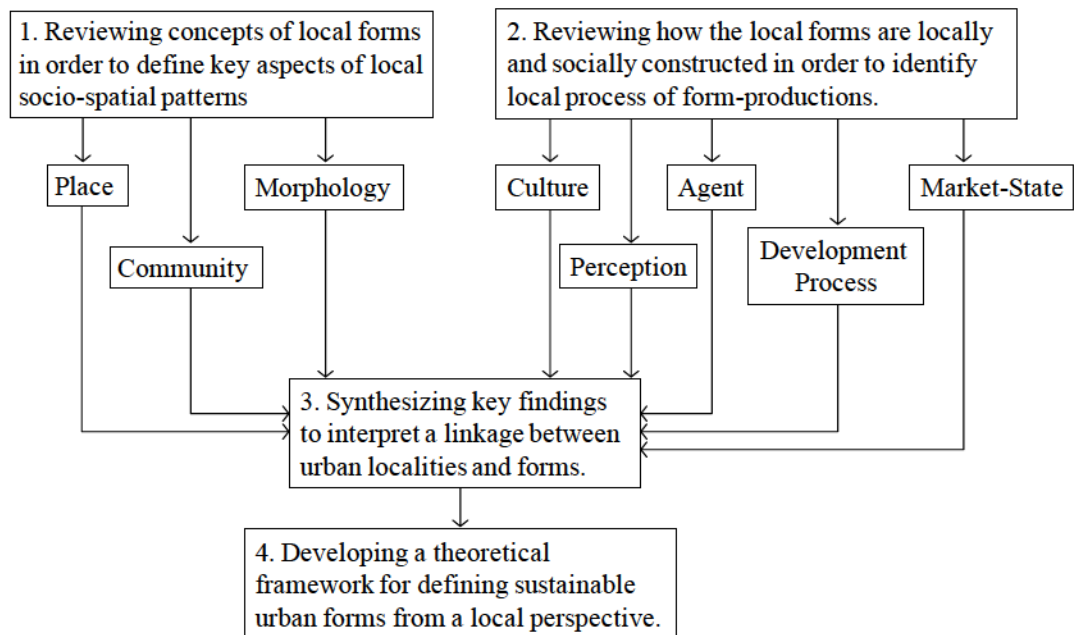 1. Reviewing concepts of local forms
in order to define key aspects of local
socio-spatial patterns
2. Reviewing how the local forms are locally
and socially constructed in order to identify
local process of form-productions.
Place
Morphology
Culture
Agent
Market-State
Community
Perception
Development
Process
3. Synthesizing key findings
to interpret a linkage between
urban localities and forms.
4. Developing a theoretical
framework for defining sustainable
urban forms from a local perspective.